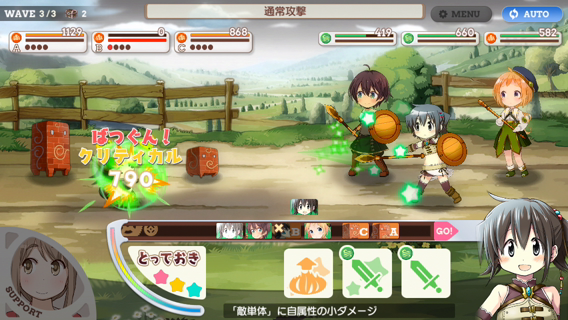 WAVE 3/3 2
通常攻撃
MENU
AUTO
1129
A
0
B
868
C
419
660
582
ばつぐん!
クリティカル
790
B
C
A
GO!
とっておき
SUPPORT
「敵単体」に自属性の小ダメージ